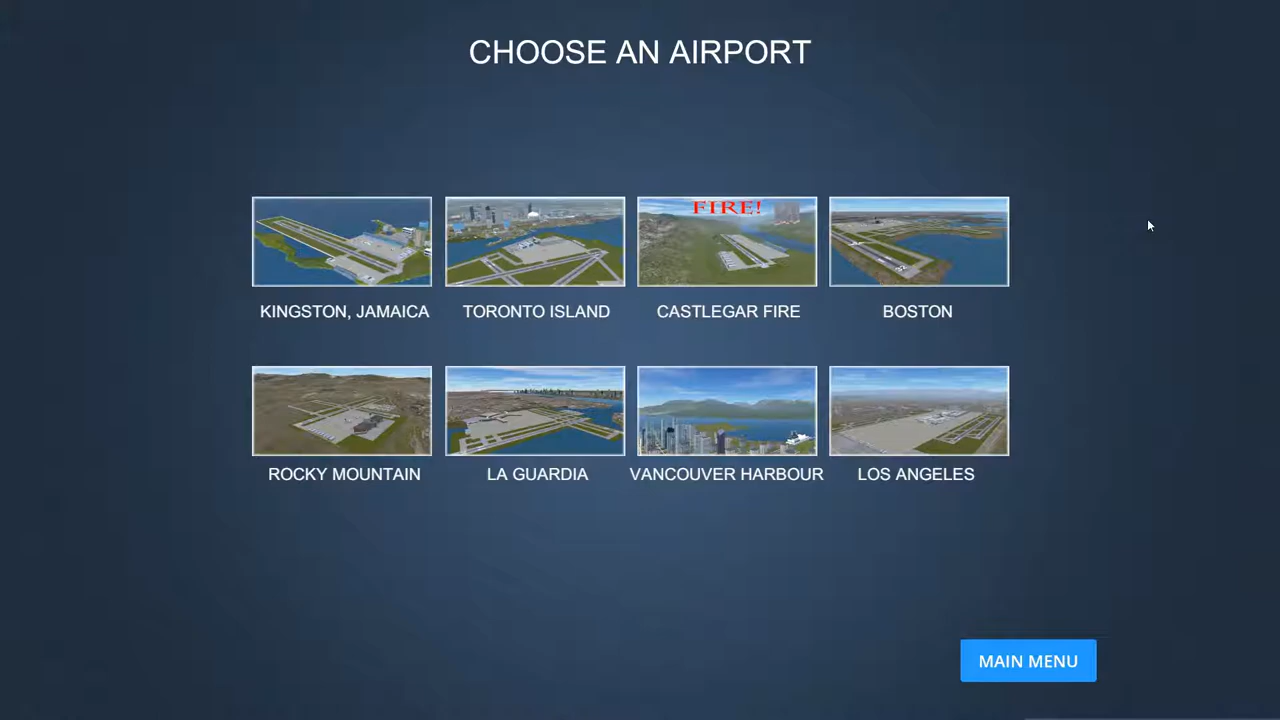 CHOOSE AN AIRPORT
FIRE!
KINGSTON, JAMAICA
TORONTO ISLAND
CASTLEGAR FIRE
BOSTON
ROCKY MOUNTAIN
LA GUARDIA
VANCOUVER HARBOUR
LOS ANGELES
MAIN MENU